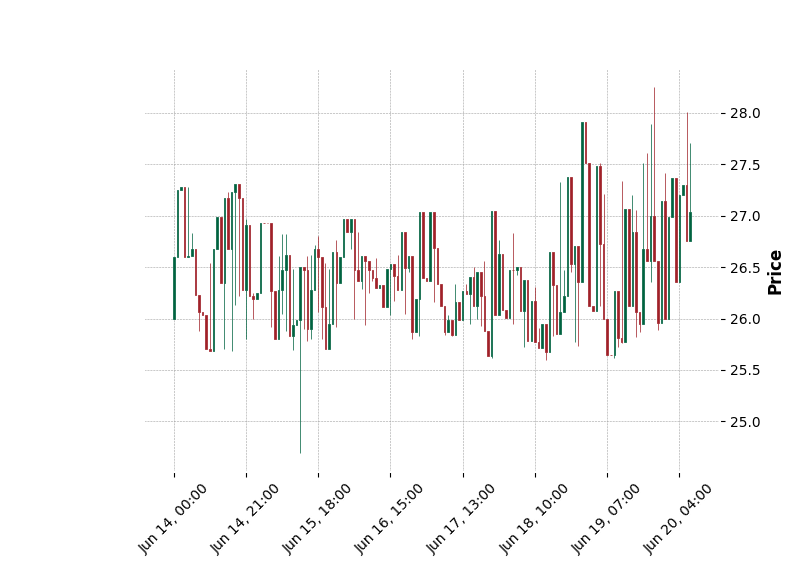 28.0
27.5
27.0
26.5
26.0
25.5
25.0
Price
Jun 14, 00:00
Jun 14, 21:00
Jun 15, 18:00
Jun 16, 15:00
Jun 17, 13:00
Jun 18, 10:00
Jun 19, 07:00
Jun 20, 04:00